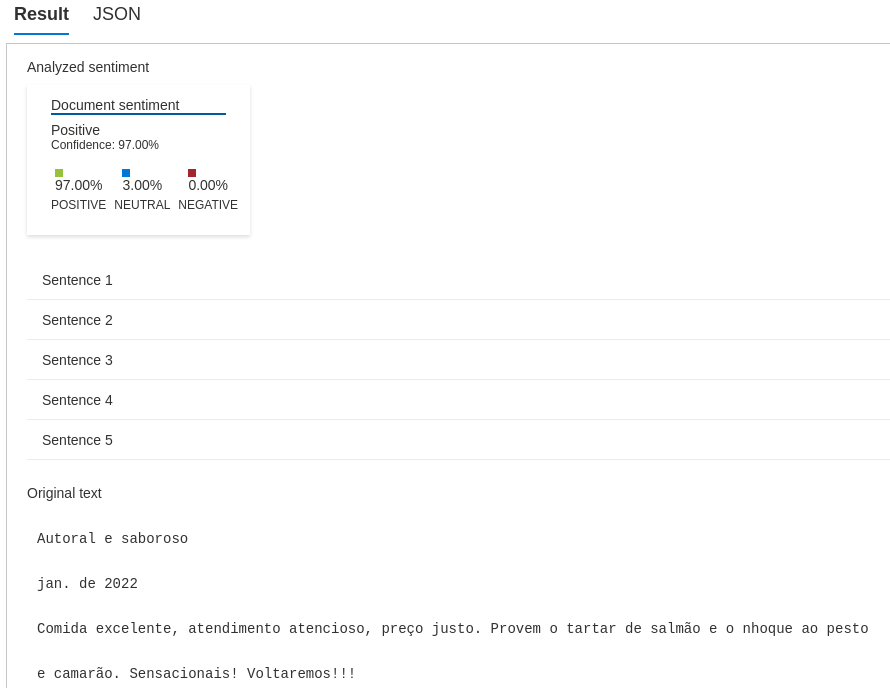 Result JSON
Analyzed sentiment
Document sentiment
Positive
Confidence: 97.00%
97.00% 3.00% 0.00%
POSITIVE NEUTRAL NEGATIVE
Sentence 1
Sentence 2
Sentence 3
Sentence 4
Sentence 5
Original text
Autoral e saboroso
jan. de 2022
Comida excelente, atendimento atencioso, preço justo. Provem o tartar de salmão e o nhoque ao pesto
e camarão. Sensacionais! Voltaremos!!!